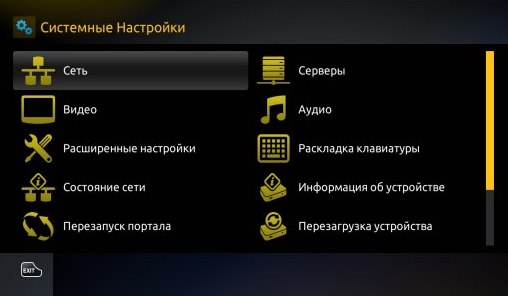 Системные Настройки
Сеть
Серверы
Видео
Аудио
Расширенные настройки
Раскладка клавиатуры
Состояние сети
Информация об устройстве
Перезапуск портала
Перезагрузка устройства
EXIT